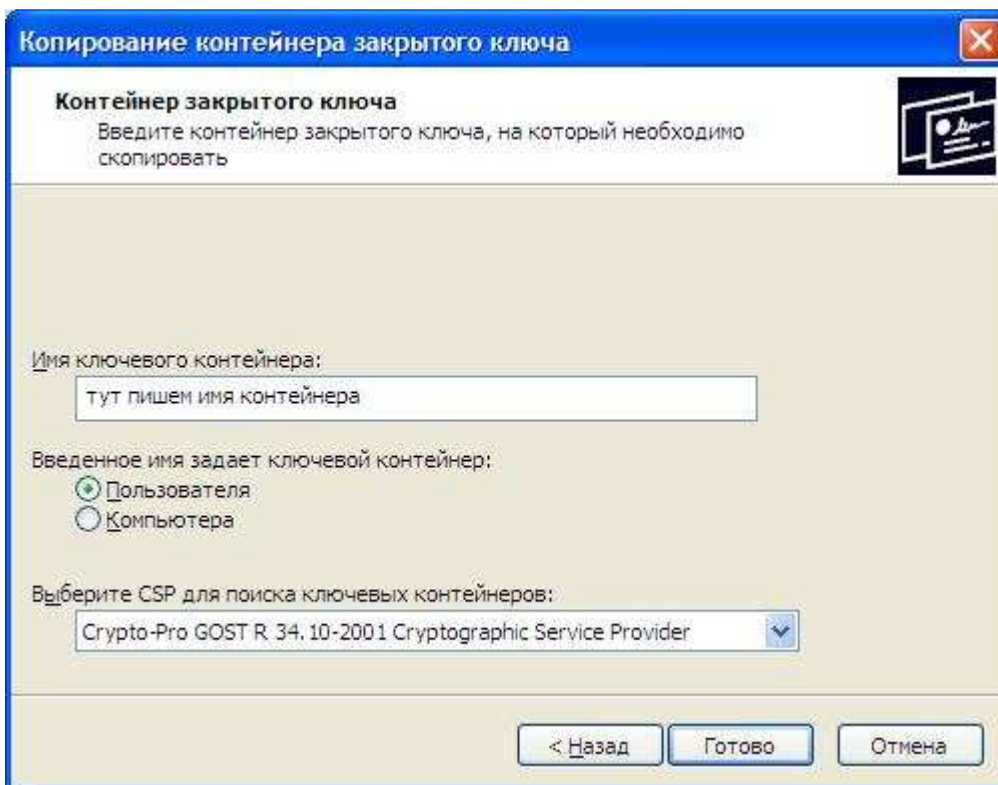 Копирование контейнера закрытого ключа
Контейнер закрытого ключа
Введите контейнер закрытого ключа, на который необходимо
скопировать
Имя ключевого контейнера:
тут пишем имя контейнера
Введенное имя задает ключевой контейнер:
Пользователя
Компьютера
Выберите CSP для поиска ключевых контейнеров:
Crypto-Pro GOST R 34.10-2001 Cryptographic Service Provider
< Назад
Готово
Отмена